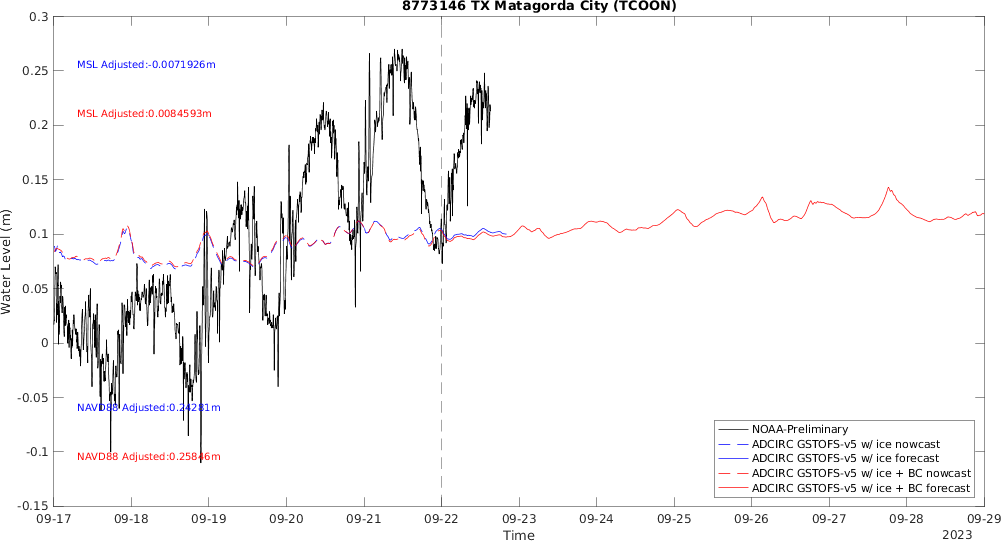 8773146 TX Matagorda City (TCOON)
0.3
0.25
0.2
0.15
0.1
0.05
0
-0.05
-0.1
-0.15
Water Level (m)
MSL Adjusted:-0.0071926m
MSL Adjusted:0.0084593m
NAVD88 Adjusted:0.24281m
NAVD88 Adjusted:0.25846m
NOAA-Preliminary
ADCIRC GSTOFS-v5 w/ ice nowcast
ADCIRC GSTOFS-v5 w/ ice forecast
ADCIRC GSTOFS-v5 w/ ice + BC nowcast
ADCIRC GSTOFS-v5 w/ ice + BC forecast
09-17 09-18 09-19 09-20 09-21 09-22 09-23 09-24 09-25 09-26 09-27 09-28 09-29
Time
2023